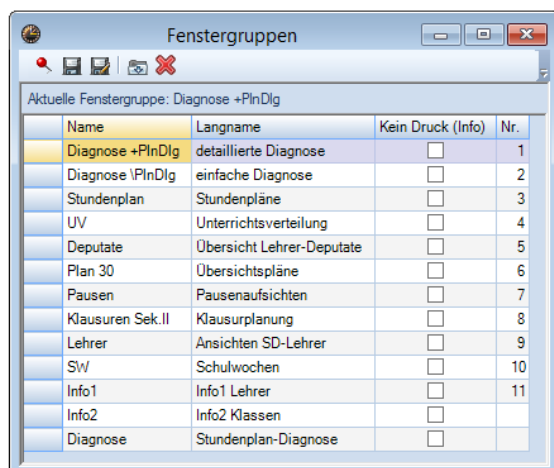 Fenstergruppen
Aktuelle Fenstergruppe: Diagnose +PlnDlg
Name Langname Kein Druck (Info) Nr.
Diagnose +PlnDlg detaillierte Diagnose 1
Diagnose \PlnDlg einfache Diagnose 2
Stundenplan Stundenpläne 3
UV Unterrichtsverteilung 4
Deputate Übersicht Lehrer-Deputate 5
Plan 30 Übersichtspläne 6
Pausen Pausenaufsichten 7
Klausuren Sek.II Klausurplanung 8
Lehrer Ansichten SD-Lehrer 9
SW Schulwochen 10
Info1 Info1 Lehrer 11
Info2 Info2 Klassen
Diagnose Stundenplan-Diagnose